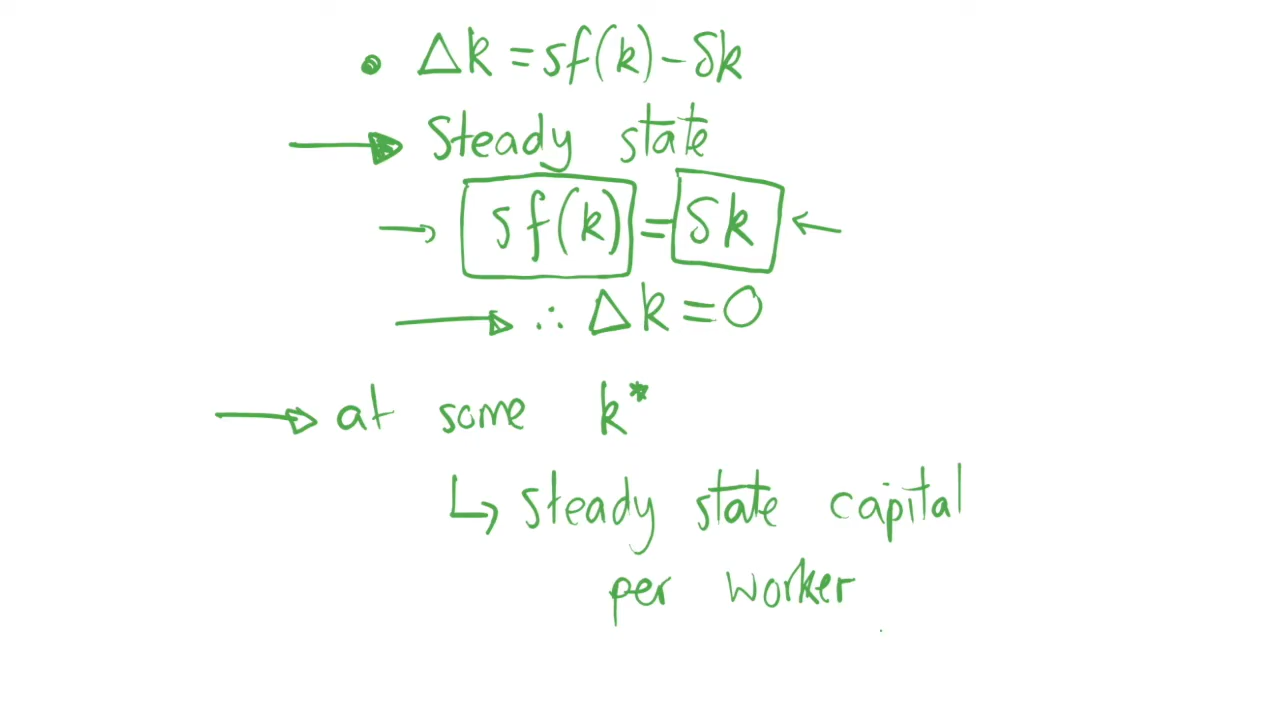 • Δk = sf(k) – δk
→ Steady state
→ sf(k) = δk ←
→ ∴ Δk = 0
→ at some k*
↳ steady state capital
per worker